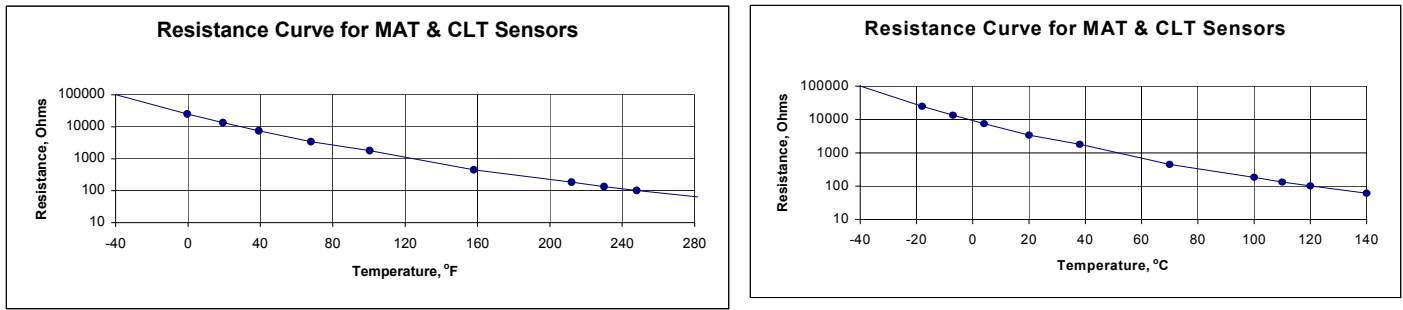 Resistance Curve for MAT & CLT Sensors
Resistance, Ohms
100000
10000
1000
100
10
-40 0 40 80 120 160 200 240 280
Temperature, °F
Resistance Curve for MAT & CLT Sensors
Resistance, Ohms
100000
10000
1000
100
10
-40 -20 0 20 40 60 80 100 120 140
Temperature, °C